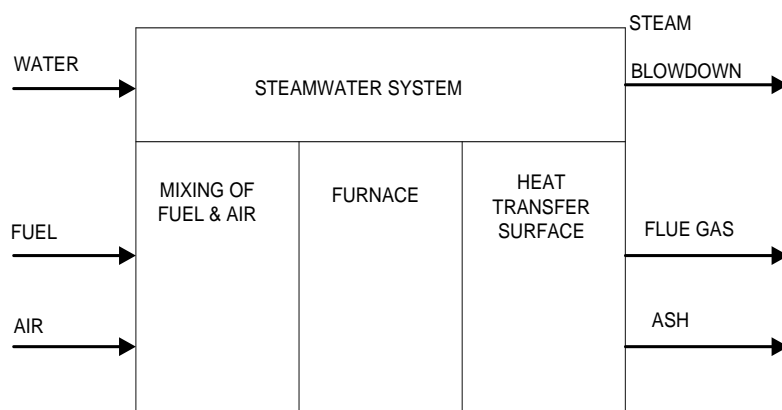 STEAM
WATER
BLOWDOWN
STEAMWATER SYSTEM
MIXING OF
FUEL & AIR
FURNACE
HEAT
TRANSFER
SURFACE
FUEL
FLUE GAS
AIR
ASH